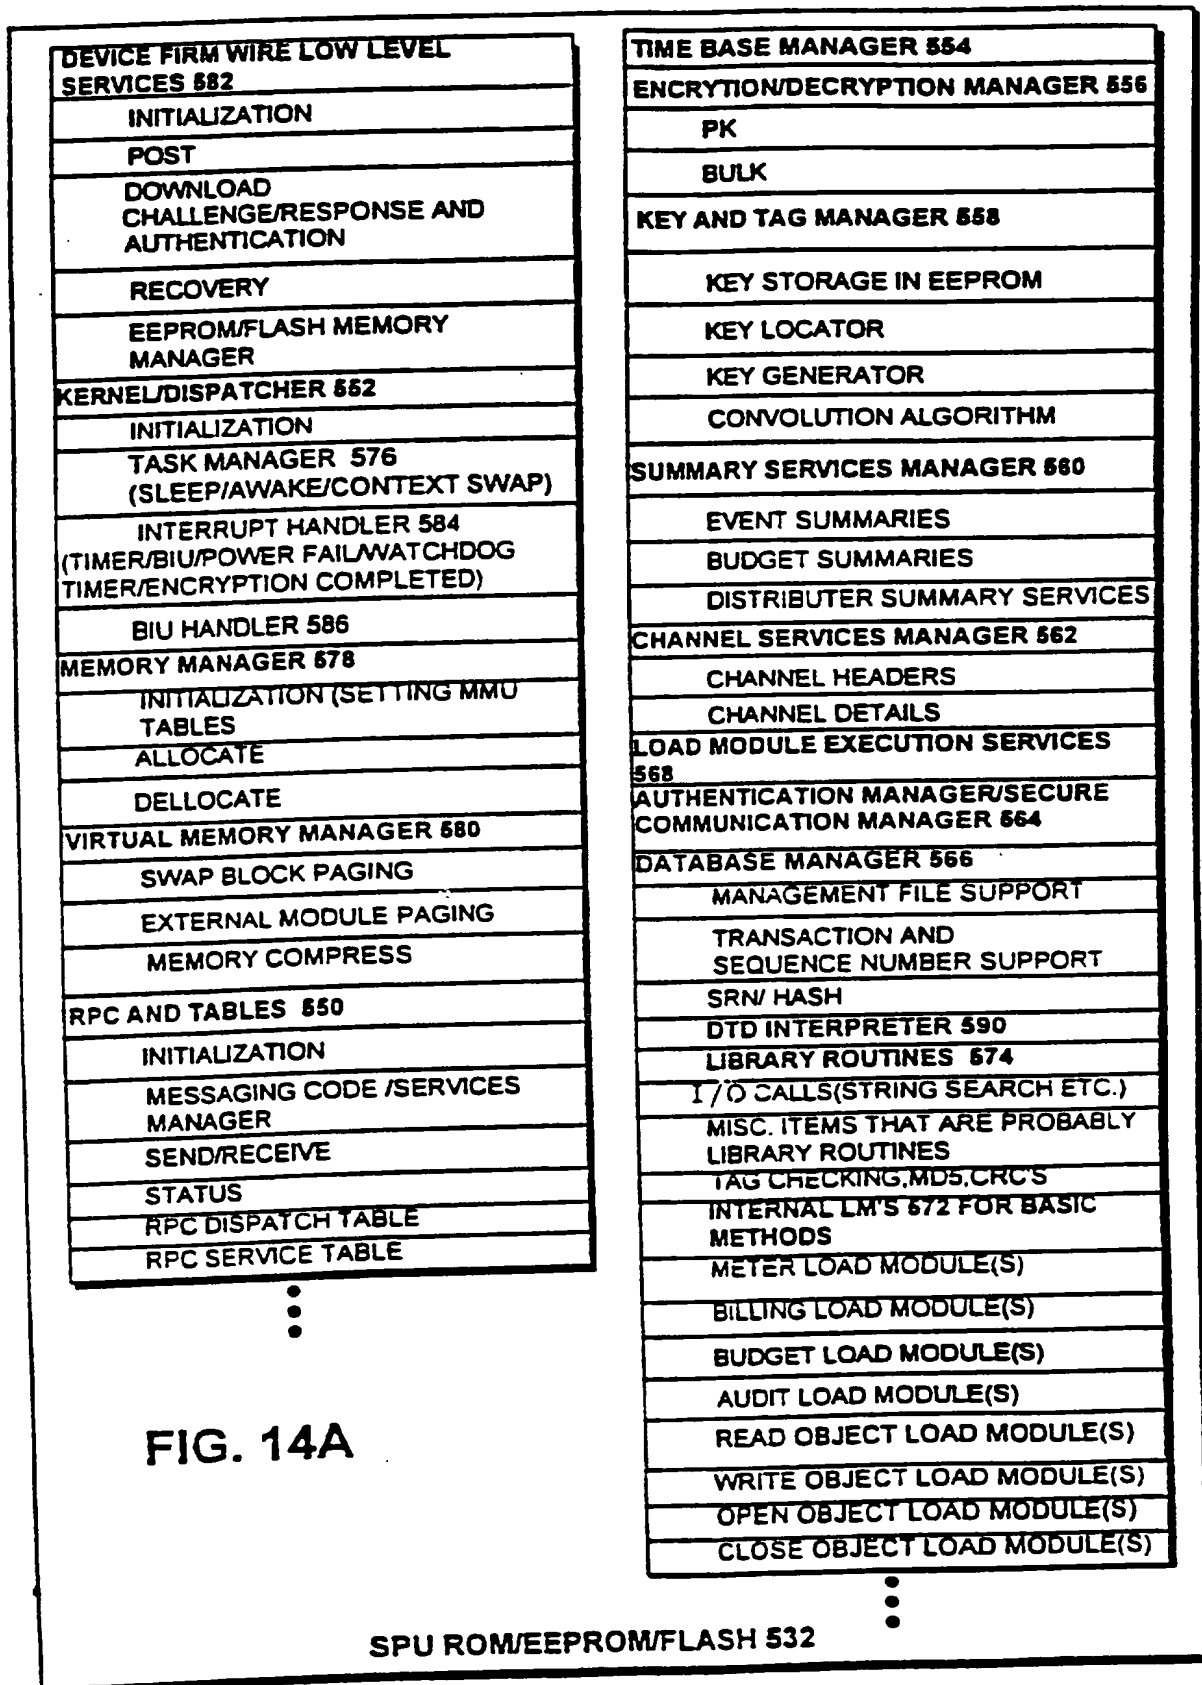 DEVICE FIRM WIRE LOW LEVEL
SERVICES 582
INITIALIZATION
POST
DOWNLOAD
CHALLENGE/RESPONSE AND
AUTHENTICATION
RECOVERY
EEPROM/FLASH MEMORY
MANAGER
KERNEL/DISPATCHER 552
INITIALIZATION
TASK MANAGER 576
(SLEEP/AWAKE/CONTEXT SWAP)
INTERRUPT HANDLER 584
(TIMER/BIU/POWER FAIL/WATCHDOG
TIMER/ENCRYPTION COMPLETED)
BIU HANDLER 586
MEMORY MANAGER 578
INITIALIZATION (SETTING MMU
TABLES
ALLOCATE
DELLOCATE
VIRTUAL MEMORY MANAGER 580
SWAP BLOCK PAGING
EXTERNAL MODULE PAGING
MEMORY COMPRESS
RPC AND TABLES 550
INITIALIZATION
MESSAGING CODE /SERVICES
MANAGER
SEND/RECEIVE
STATUS
RPC DISPATCH TABLE
RPC SERVICE TABLE
TIME BASE MANAGER 554
ENCRYTION/DECRYPTION MANAGER 556
PK
BULK
KEY AND TAG MANAGER 558
KEY STORAGE IN EEPROM
KEY LOCATOR
KEY GENERATOR
CONVOLUTION ALGORITHM
SUMMARY SERVICES MANAGER 560
EVENT SUMMARIES
BUDGET SUMMARIES
DISTRIBUTER SUMMARY SERVICES
CHANNEL SERVICES MANAGER 562
CHANNEL HEADERS
CHANNEL DETAILS
LOAD MODULE EXECUTION SERVICES
568
AUTHENTICATION MANAGER/SECURE
COMMUNICATION MANAGER 564
DATABASE MANAGER 566
MANAGEMENT FILE SUPPORT
TRANSACTION AND
SEQUENCE NUMBER SUPPORT
SRN/ HASH
DTD INTERPRETER 590
LIBRARY ROUTINES 574
I/O CALLS(STRING SEARCH ETC.)
MISC. ITEMS THAT ARE PROBABLY
LIBRARY ROUTINES
TAG CHECKING,MD5,CRC'S
INTERNAL LM'S 572 FOR BASIC
METHODS
METER LOAD MODULE(S)
BILLING LOAD MODULE(S)
BUDGET LOAD MODULE(S)
AUDIT LOAD MODULE(S)
READ OBJECT LOAD MODULE(S)
WRITE OBJECT LOAD MODULE(S)
OPEN OBJECT LOAD MODULE(S)
CLOSE OBJECT LOAD MODULE(S)
FIG. 14A
SPU ROM/EEPROM/FLASH 532